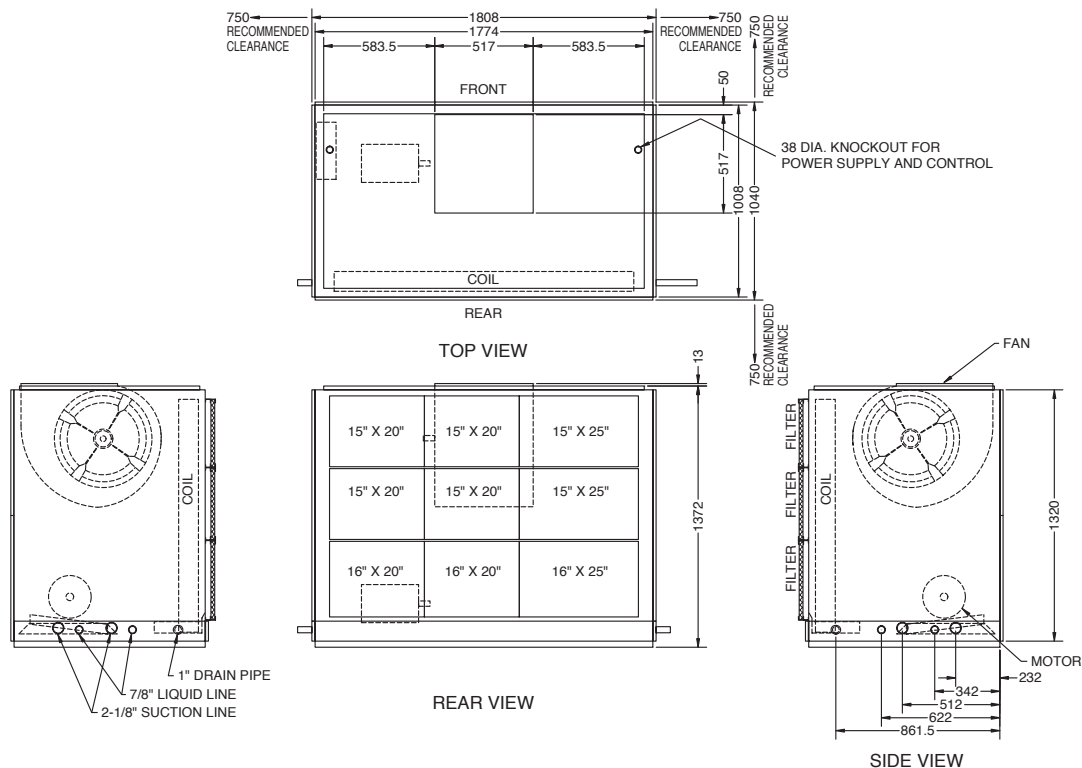 750
1808
750
RECOMMENDED
CLEARANCE
1774
RECOMMENDED
CLEARANCE
583.5
517
583.5
750
RECOMMENDED
CLEARANCE
50
FRONT
38 DIA. KNOCKOUT FOR
POWER SUPPLY AND CONTROL
517
1008
1040
COIL
REAR
750
RECOMMENDED
CLEARANCE
TOP VIEW
13
FAN
15" X 20"
15" X 20"
15" X 25"
15" X 20"
15" X 20"
15" X 25"
16" X 20"
16" X 20"
16" X 25"
1372
COIL
FILTER
FILTER
FILTER
COIL
1320
1" DRAIN PIPE
7/8" LIQUID LINE
2-1/8" SUCTION LINE
REAR VIEW
MOTOR
232
342
512
622
861.5
SIDE VIEW